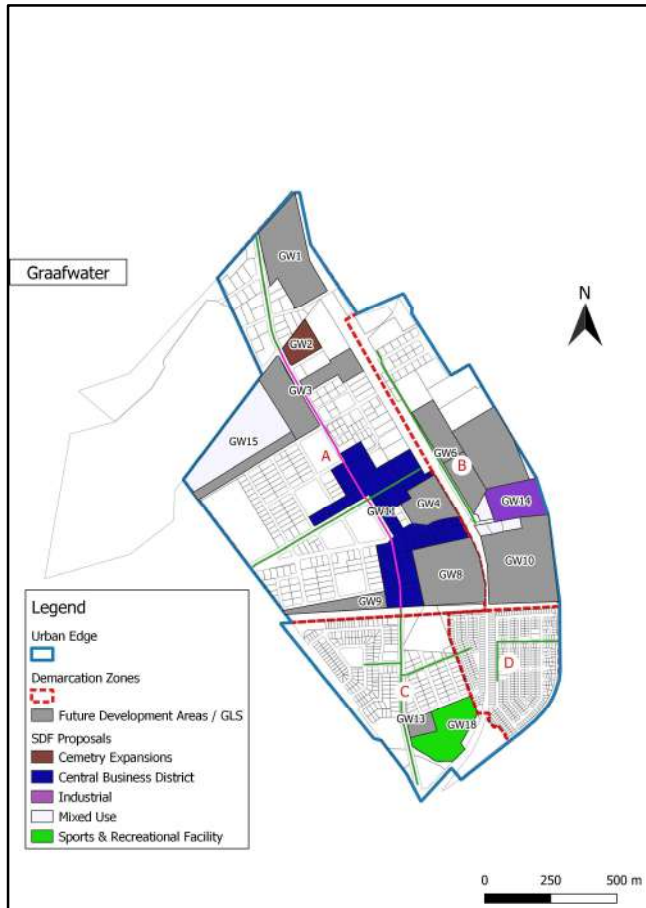 Graafwater
N
GW1
GW2
GW3
GW15
A
GW6
B
GW14
GW4
GW11
GW10
GW8
GW9
D
C
GW13
GW18
Legend
Urban Edge
Demarcation Zones
Future Development Areas / GLS
SDF Proposals
Cemetry Expansions
Central Business District
Industrial
Mixed Use
Sports & Recreational Facility
0 250 500 m